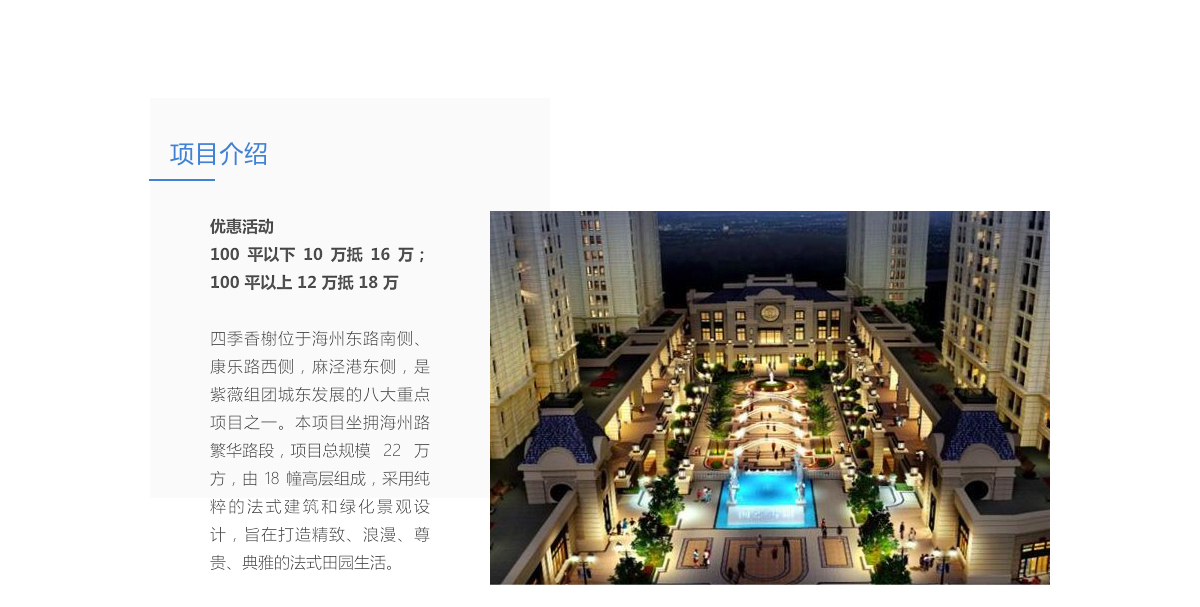 项目介绍
优惠活动
100 平以下 10 万抵 16 万；
100 平以上 12 万抵 18 万
四季香榭位于海州东路南侧、
康乐路西侧，麻泾港东侧，是
紫薇组团城东发展的八大重点
项目之一。本项目坐拥海州路
繁华路段，项目总规模 22 万
方，由 18 幢高层组成，采用纯
粹的法式建筑和绿化景观设
计，旨在打造精致、浪漫、尊
贵、典雅的法式田园生活。